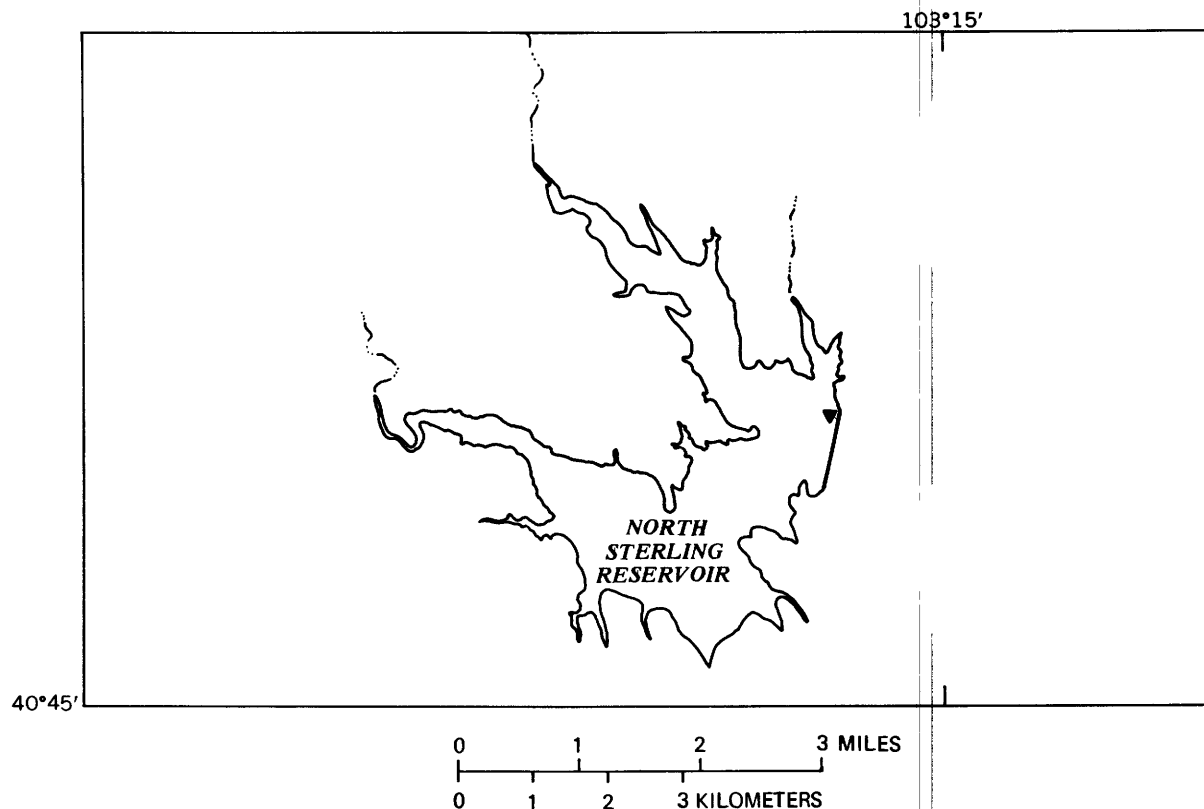 103°15'
NORTH
STERLING
RESERVOIR
40°45'
0 1 2 3 MILES
0 1 2 3 KILOMETERS